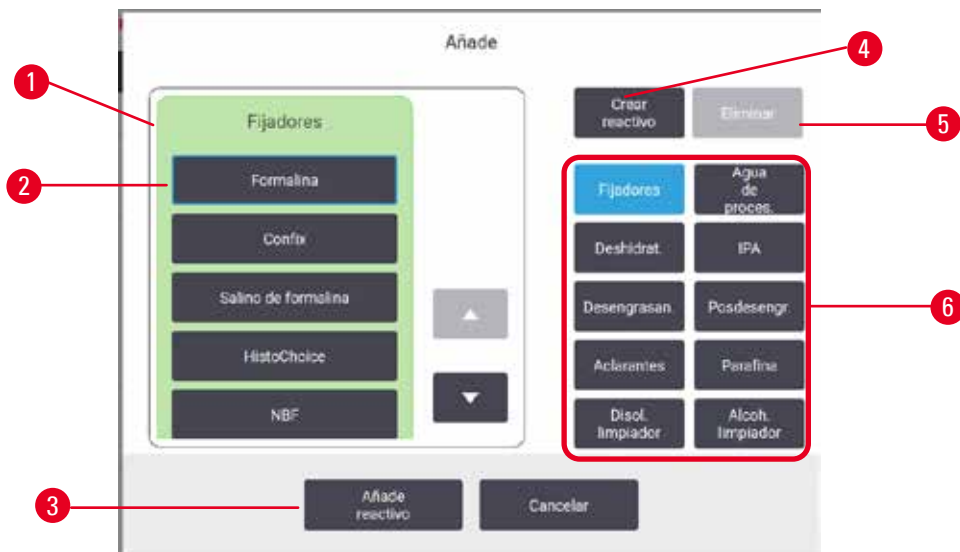 Añade
1
Fijadores
2
Formalina
Confix
Salino de formalina
HistoChoice
NBF
4
Crear
reactivo
Eliminar
5
Fijadores
Agua
de
proces.
Deshidrat.
IPA
Desengrasan.
Posdesengr.
6
Aclarantes
Parafina
Disol.
limpiador
Alcoh.
limpiador
3
Añade
reactivo
Cancelar